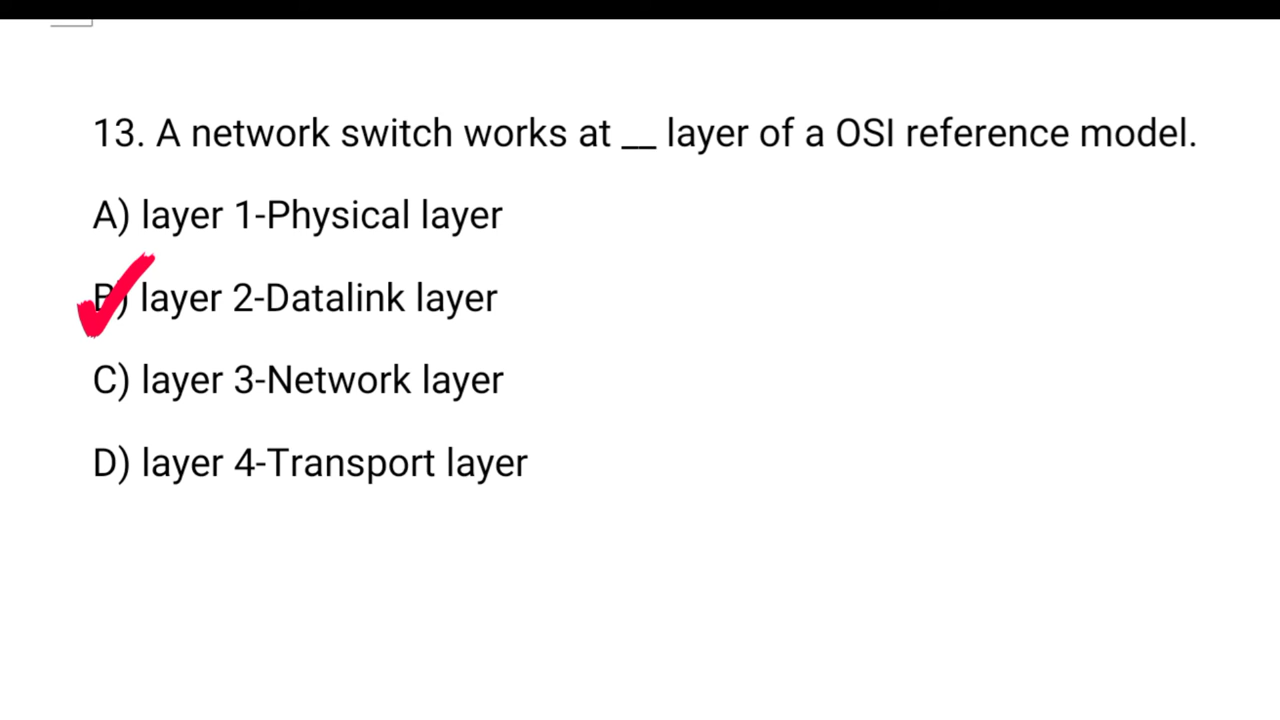 13. A network switch works at __ layer of a OSI reference model.
A) layer 1-Physical layer
B) layer 2-Datalink layer
C) layer 3-Network layer
D) layer 4-Transport layer